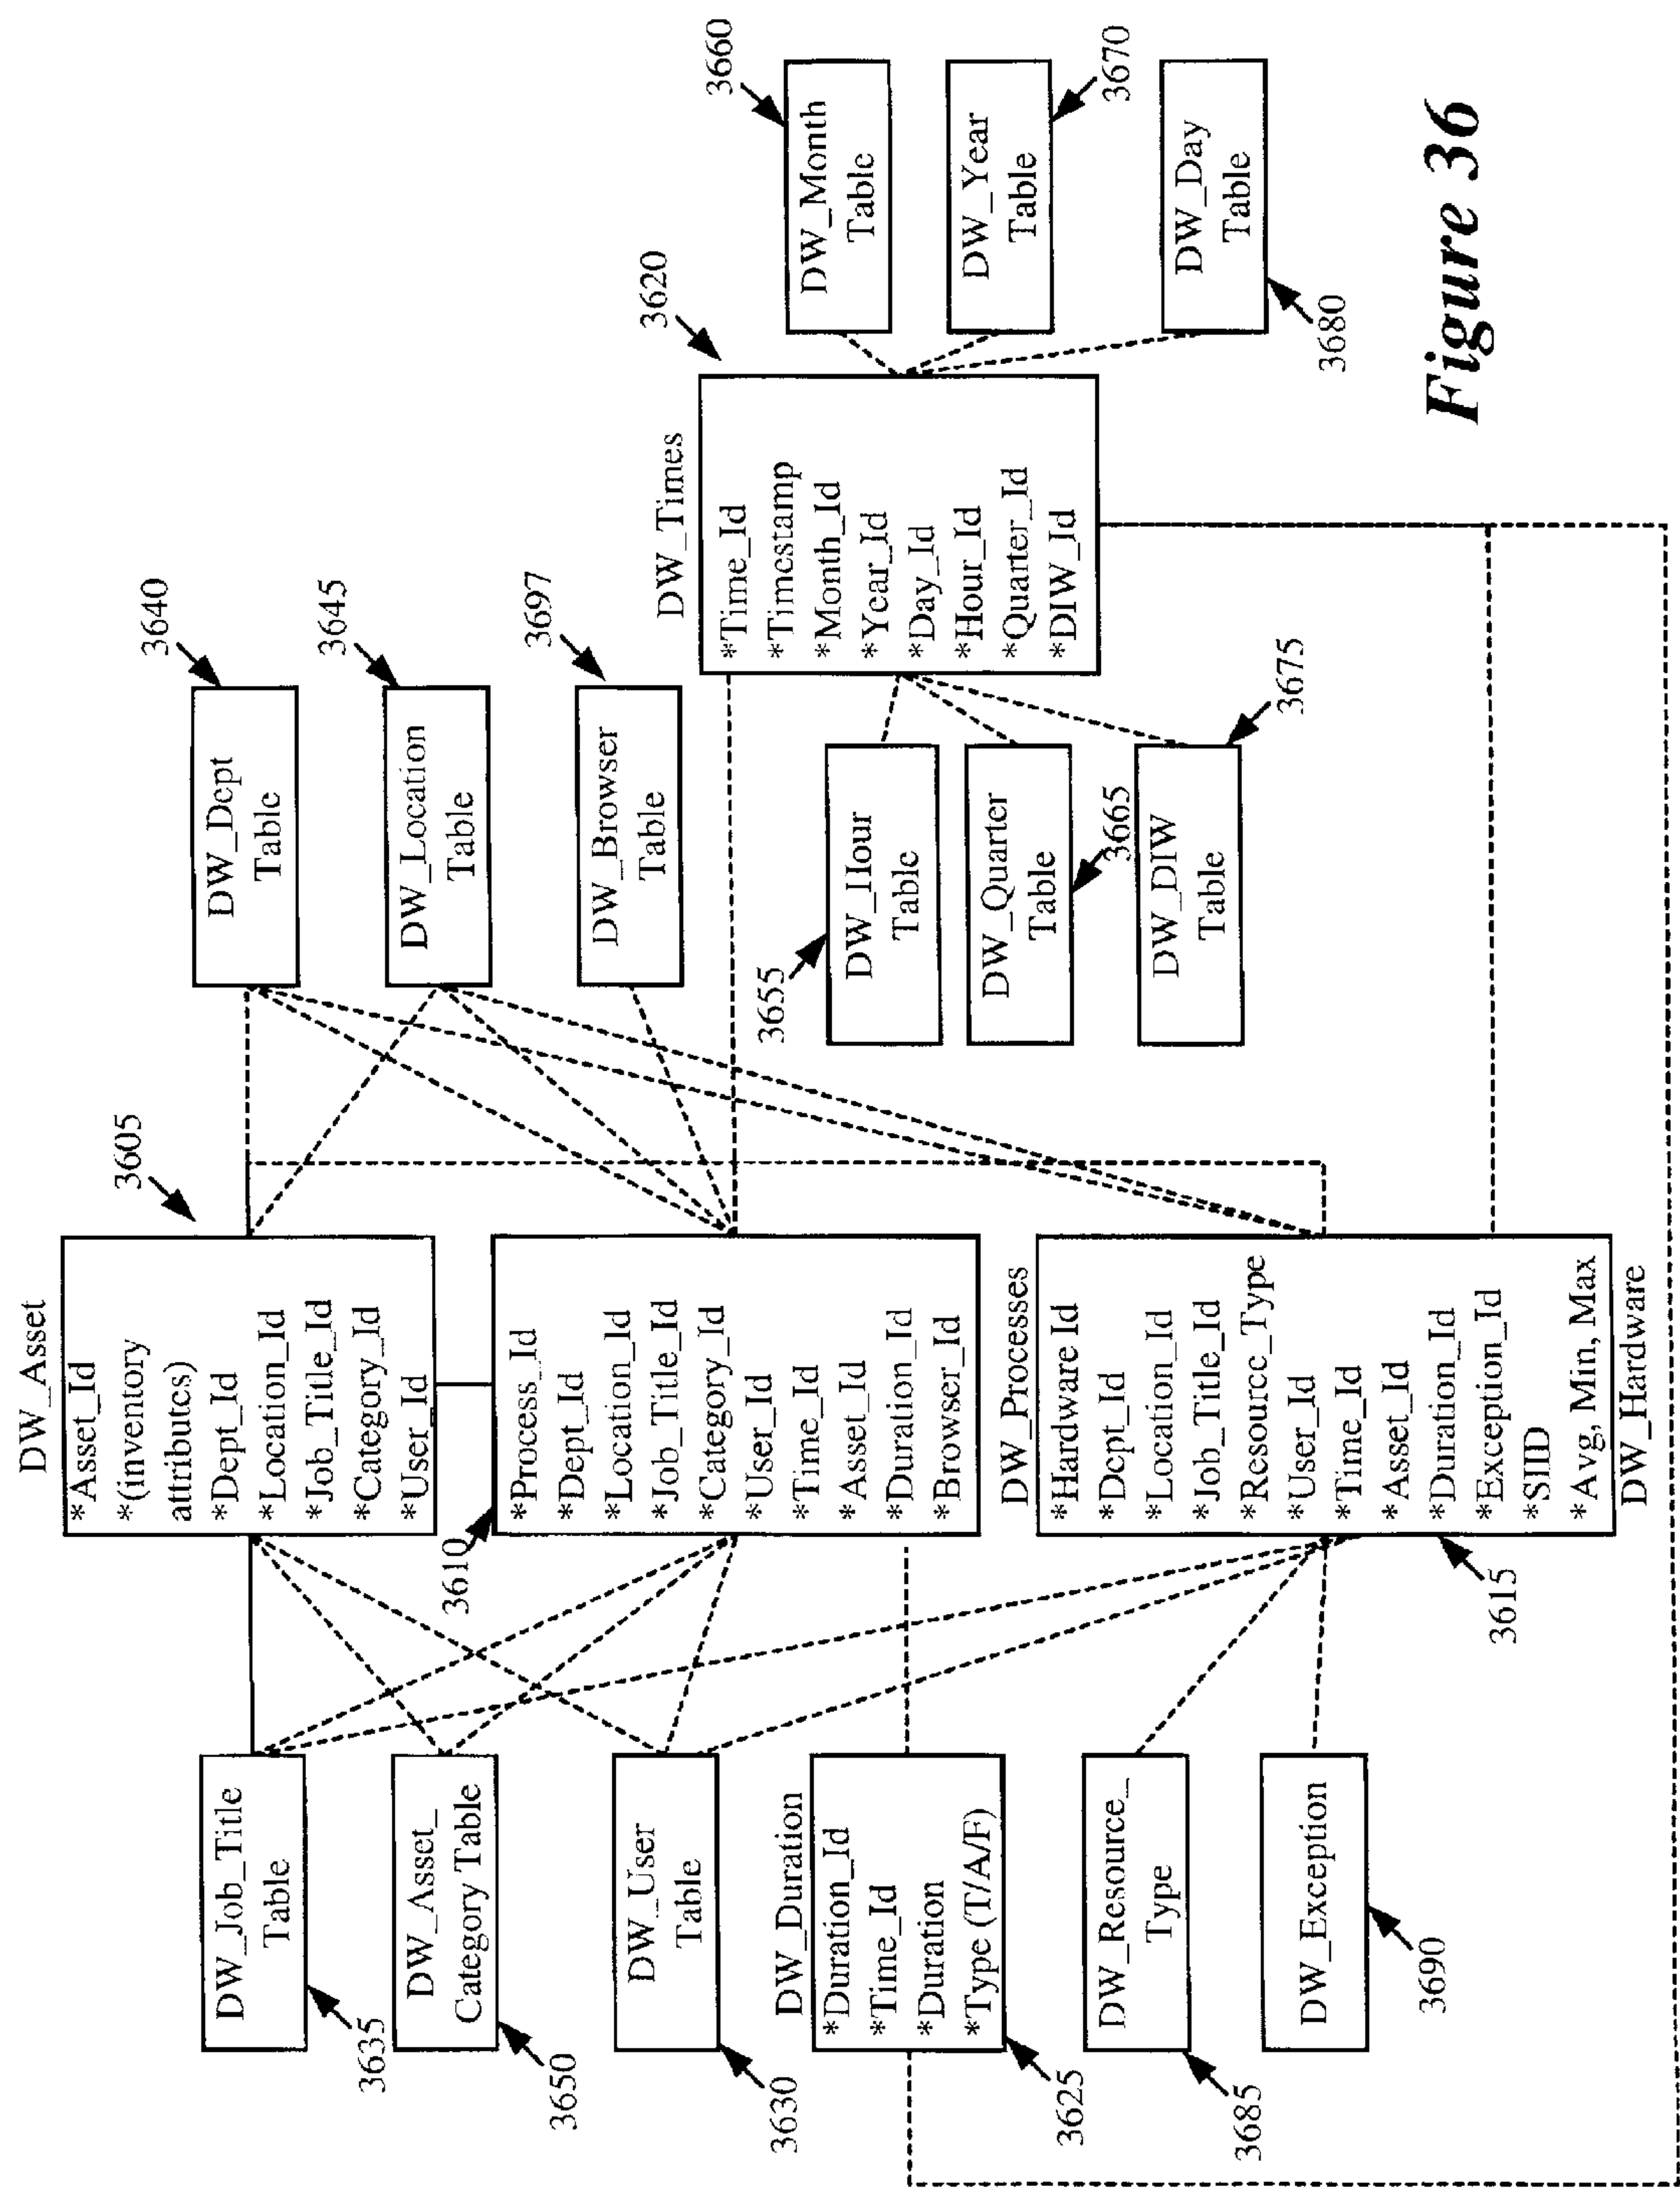 DW_Asset
3605
*Asset_Id
*(inventory
attributes)
*Dept_Id
*Location_Id
*Job_Title_Id
*Category_Id
*User_Id
3610
*Process_Id
*Dept_Id
*Location_Id
*Job_Title_Id
*Category_Id
*User_Id
*Time_Id
*Asset_Id
*Duration_Id
*Browser_Id
DW_Processes
*Hardware Id
*Dept_Id
*Location_Id
*Job_Title_Id
*Resource_Type
*User_Id
*Time_Id
*Asset_Id
*Duration_Id
*Exception_Id
*SIID
*Avg, Min, Max
DW_Hardware
3615
DW_Job_Title
Table
3635
DW_Asset_
Category Table
3650
DW_User
Table
3630
DW_Duration
*Duration_Id
*Time_Id
*Duration
*Type (T/A/F)
3625
DW_Resource_
Type
3685
DW_Exception
3690
DW_Dept
Table
3640
DW_Location
Table
3645
DW_Browser
Table
3697
DW_Times
3620
*Time_Id
*Timestamp
*Month_Id
*Year_Id
*Day_Id
*Hour_Id
*Quarter_Id
*DIW_Id
DW_Hour
Table
3655
DW_Quarter
Table
3665
DW_DIW
Table
3675
DW_Month
Table
3660
DW_Year
Table
3670
DW_Day
Table
3680
Figure 36